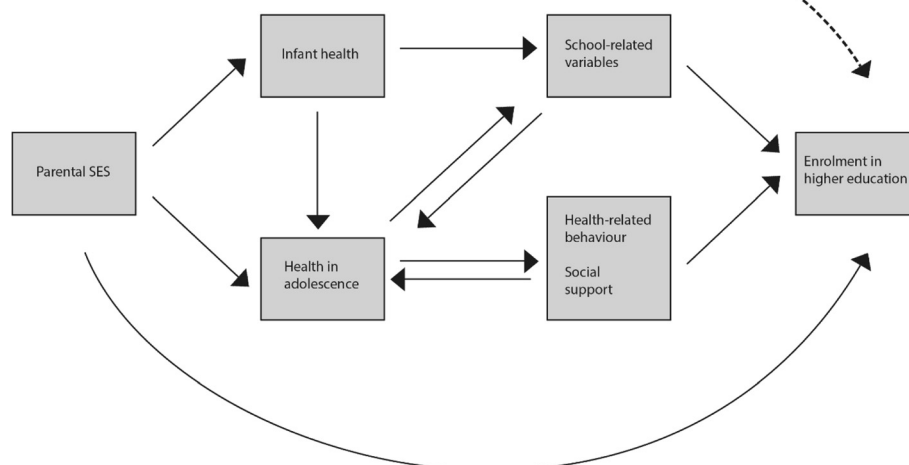 Infant health
School-related
variables
Parental SES
Enrolment in
higher education
Health in
adolescence
Health-related
behaviour
Social
support